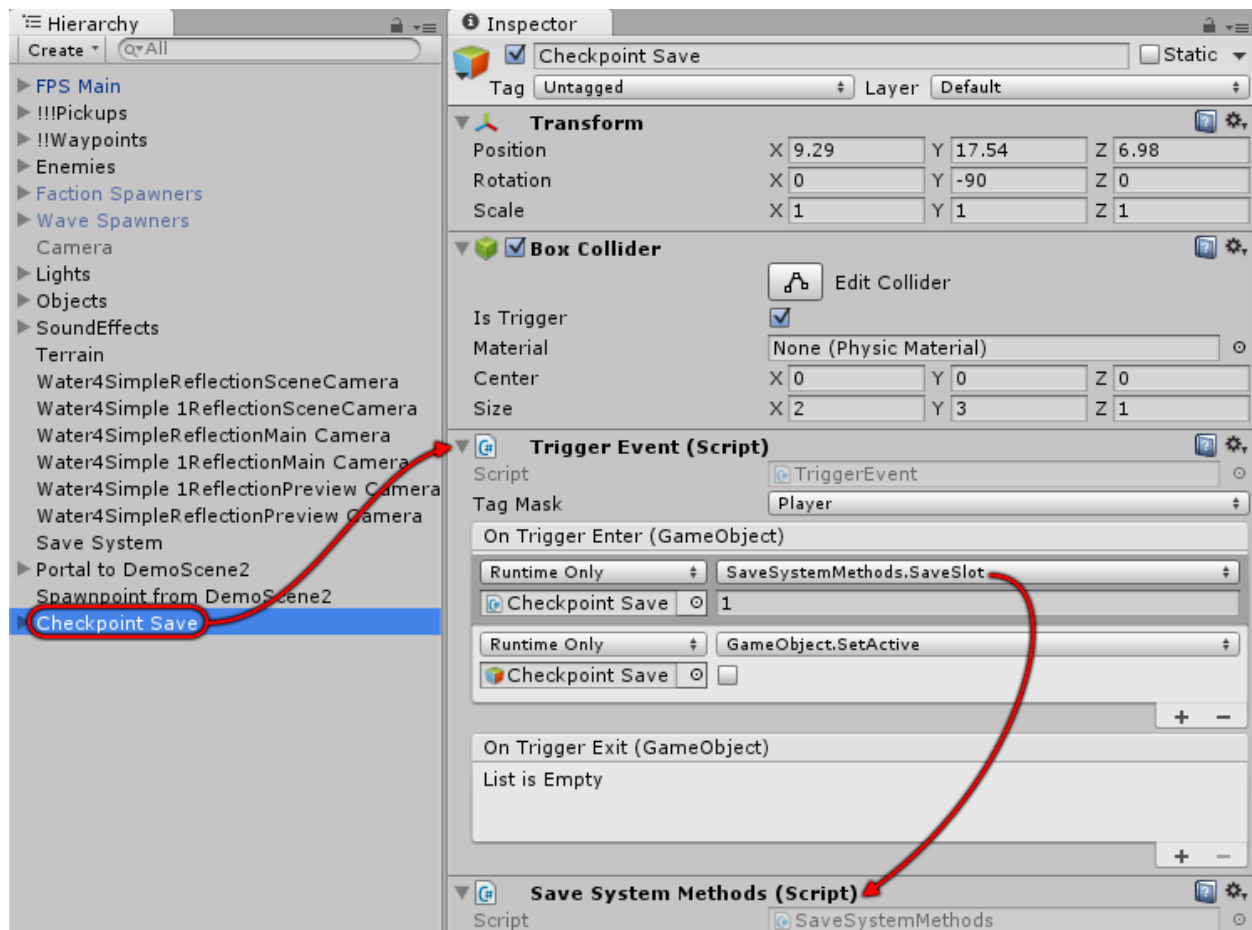 Hierarchy
Create
All
FPS Main
!!!Pickups
!!Waypoints
Enemies
Faction Spawners
Wave Spawners
Camera
Lights
Objects
SoundEffects
Terrain
Water4SimpleReflectionSceneCamera
Water4Simple 1ReflectionSceneCamera
Water4SimpleReflectionMain Camera
Water4Simple 1ReflectionMain Camera
Water4Simple 1ReflectionPreview Camera
Water4SimpleReflectionPreview Camera
Save System
Portal to DemoScene2
Spawnpoint from DemoScene2
Checkpoint Save
Inspector
Checkpoint Save Static
Tag Untagged Layer Default
Transform
Position X 9.29 Y 17.54 Z 6.98
Rotation X 0 Y -90 Z 0
Scale X 1 Y 1 Z 1
Box Collider
Edit Collider
Is Trigger
Material None (Physic Material)
Center X 0 Y 0 Z 0
Size X 2 Y 3 Z 1
Trigger Event (Script)
Script TriggerEvent
Tag Mask Player
On Trigger Enter (GameObject)
Runtime Only SaveSystemMethods.SaveSlot
Checkpoint Save 1
Runtime Only GameObject.SetActive
Checkpoint Save
+ −
On Trigger Exit (GameObject)
List is Empty
+ −
Save System Methods (Script)
Script SaveSystemMethods